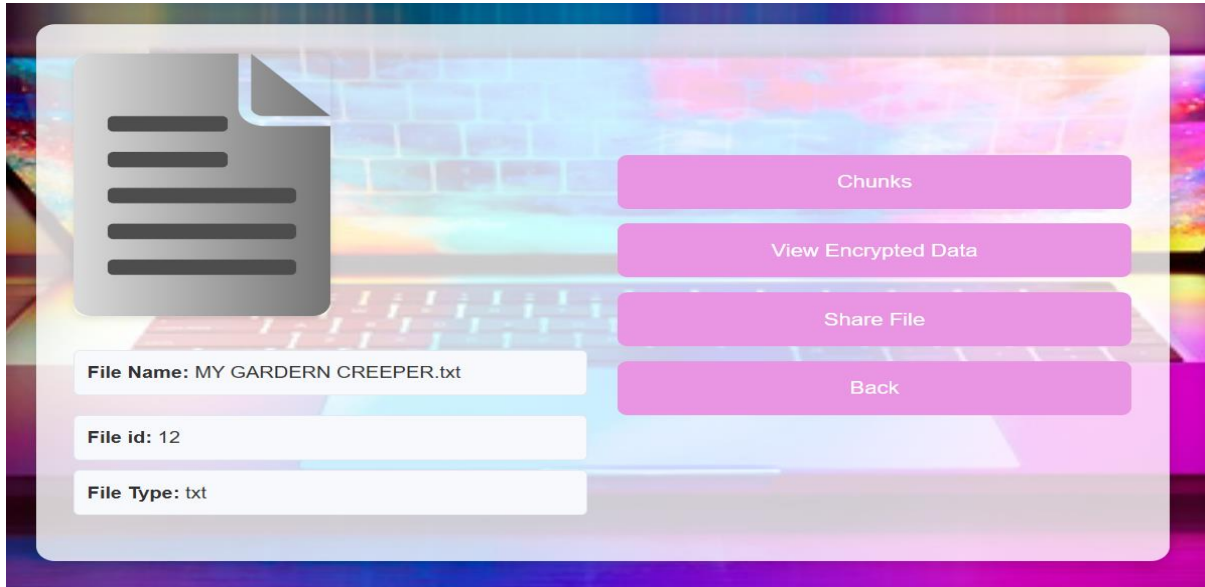 File Name: MY GARDERN CREEPER.txt
File id: 12
File Type: txt
Chunks
View Encrypted Data
Share File
Back